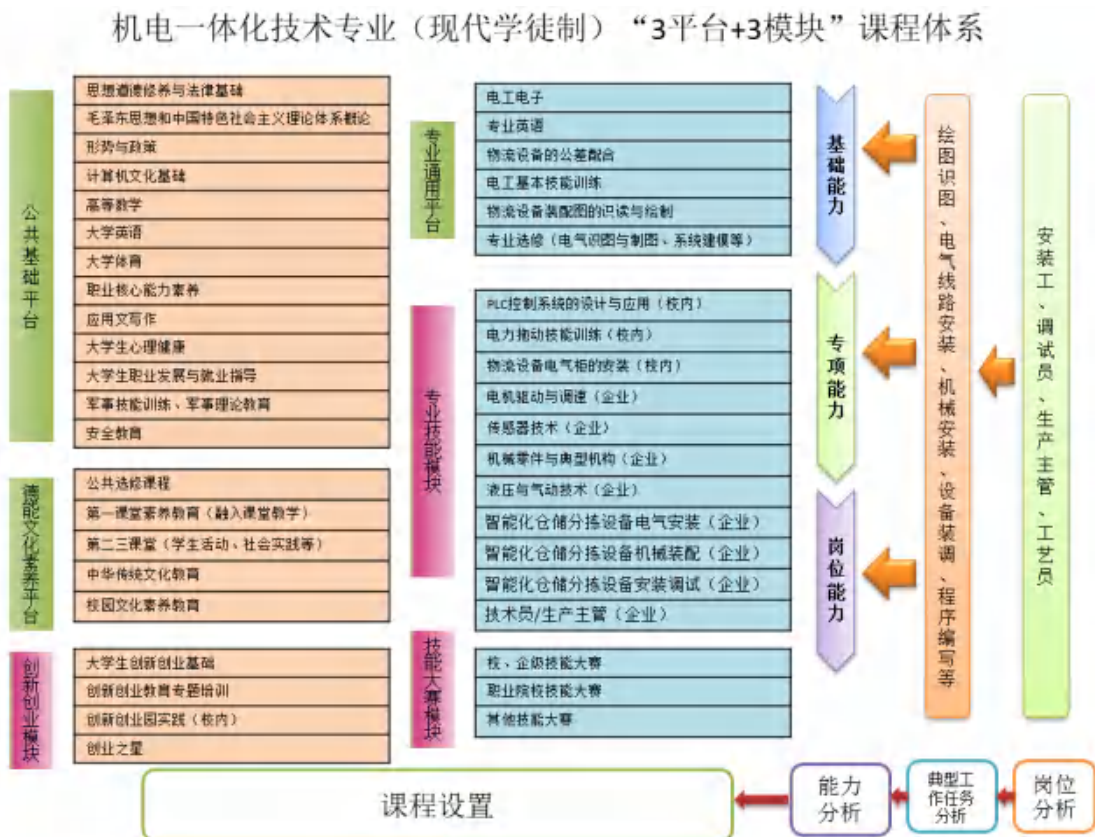 机电一体化技术专业（现代学徒制）“3平台+3模块”课程体系
公共基础平台
思想道德修养与法律基础
毛泽东思想和中国特色社会主义理论体系概论
形势与政策
计算机文化基础
高等数学
大学英语
大学体育
职业核心能力素养
应用文写作
大学生心理健康
大学生职业发展与就业指导
军事技能训练、军事理论教育
安全教育
德能文化素养平台
公共选修课程
第一课堂素养教育（融入课堂教学）
第二三课堂（学生活动、社会实践等）
中华传统文化教育
校园文化素养教育
创新创业模块
大学生创新创业基础
创新创业教育专题培训
创新创业园实践（校内）
创业之星
专业通用平台
电工电子
专业英语
物流设备的公差配合
电工基本技能训练
物流设备装配图的识读与绘制
专业选修（电气识图与制图、系统建模等）
专业技能模块
PLC控制系统的设计与应用（校内）
电力拖动技能训练（校内）
物流设备电气柜的安装（校内）
电机驱动与调速（企业）
传感器技术（企业）
机械零件与典型机构（企业）
液压与气动技术（企业）
智能化仓储分拣设备电气安装（企业）
智能化仓储分拣设备机械装配（企业）
智能化仓储分拣设备安装调试（企业）
技术员/生产主管（企业）
技能大赛模块
校、企级技能大赛
职业院校技能大赛
其他技能大赛
基础能力
专项能力
岗位能力
绘图识图、电气线路安装、机械安装、设备装调、程序编写等
安装工、调试员、生产主管、工艺员
课程设置
能力
分析
典型工
作任务
分析
岗位
分析